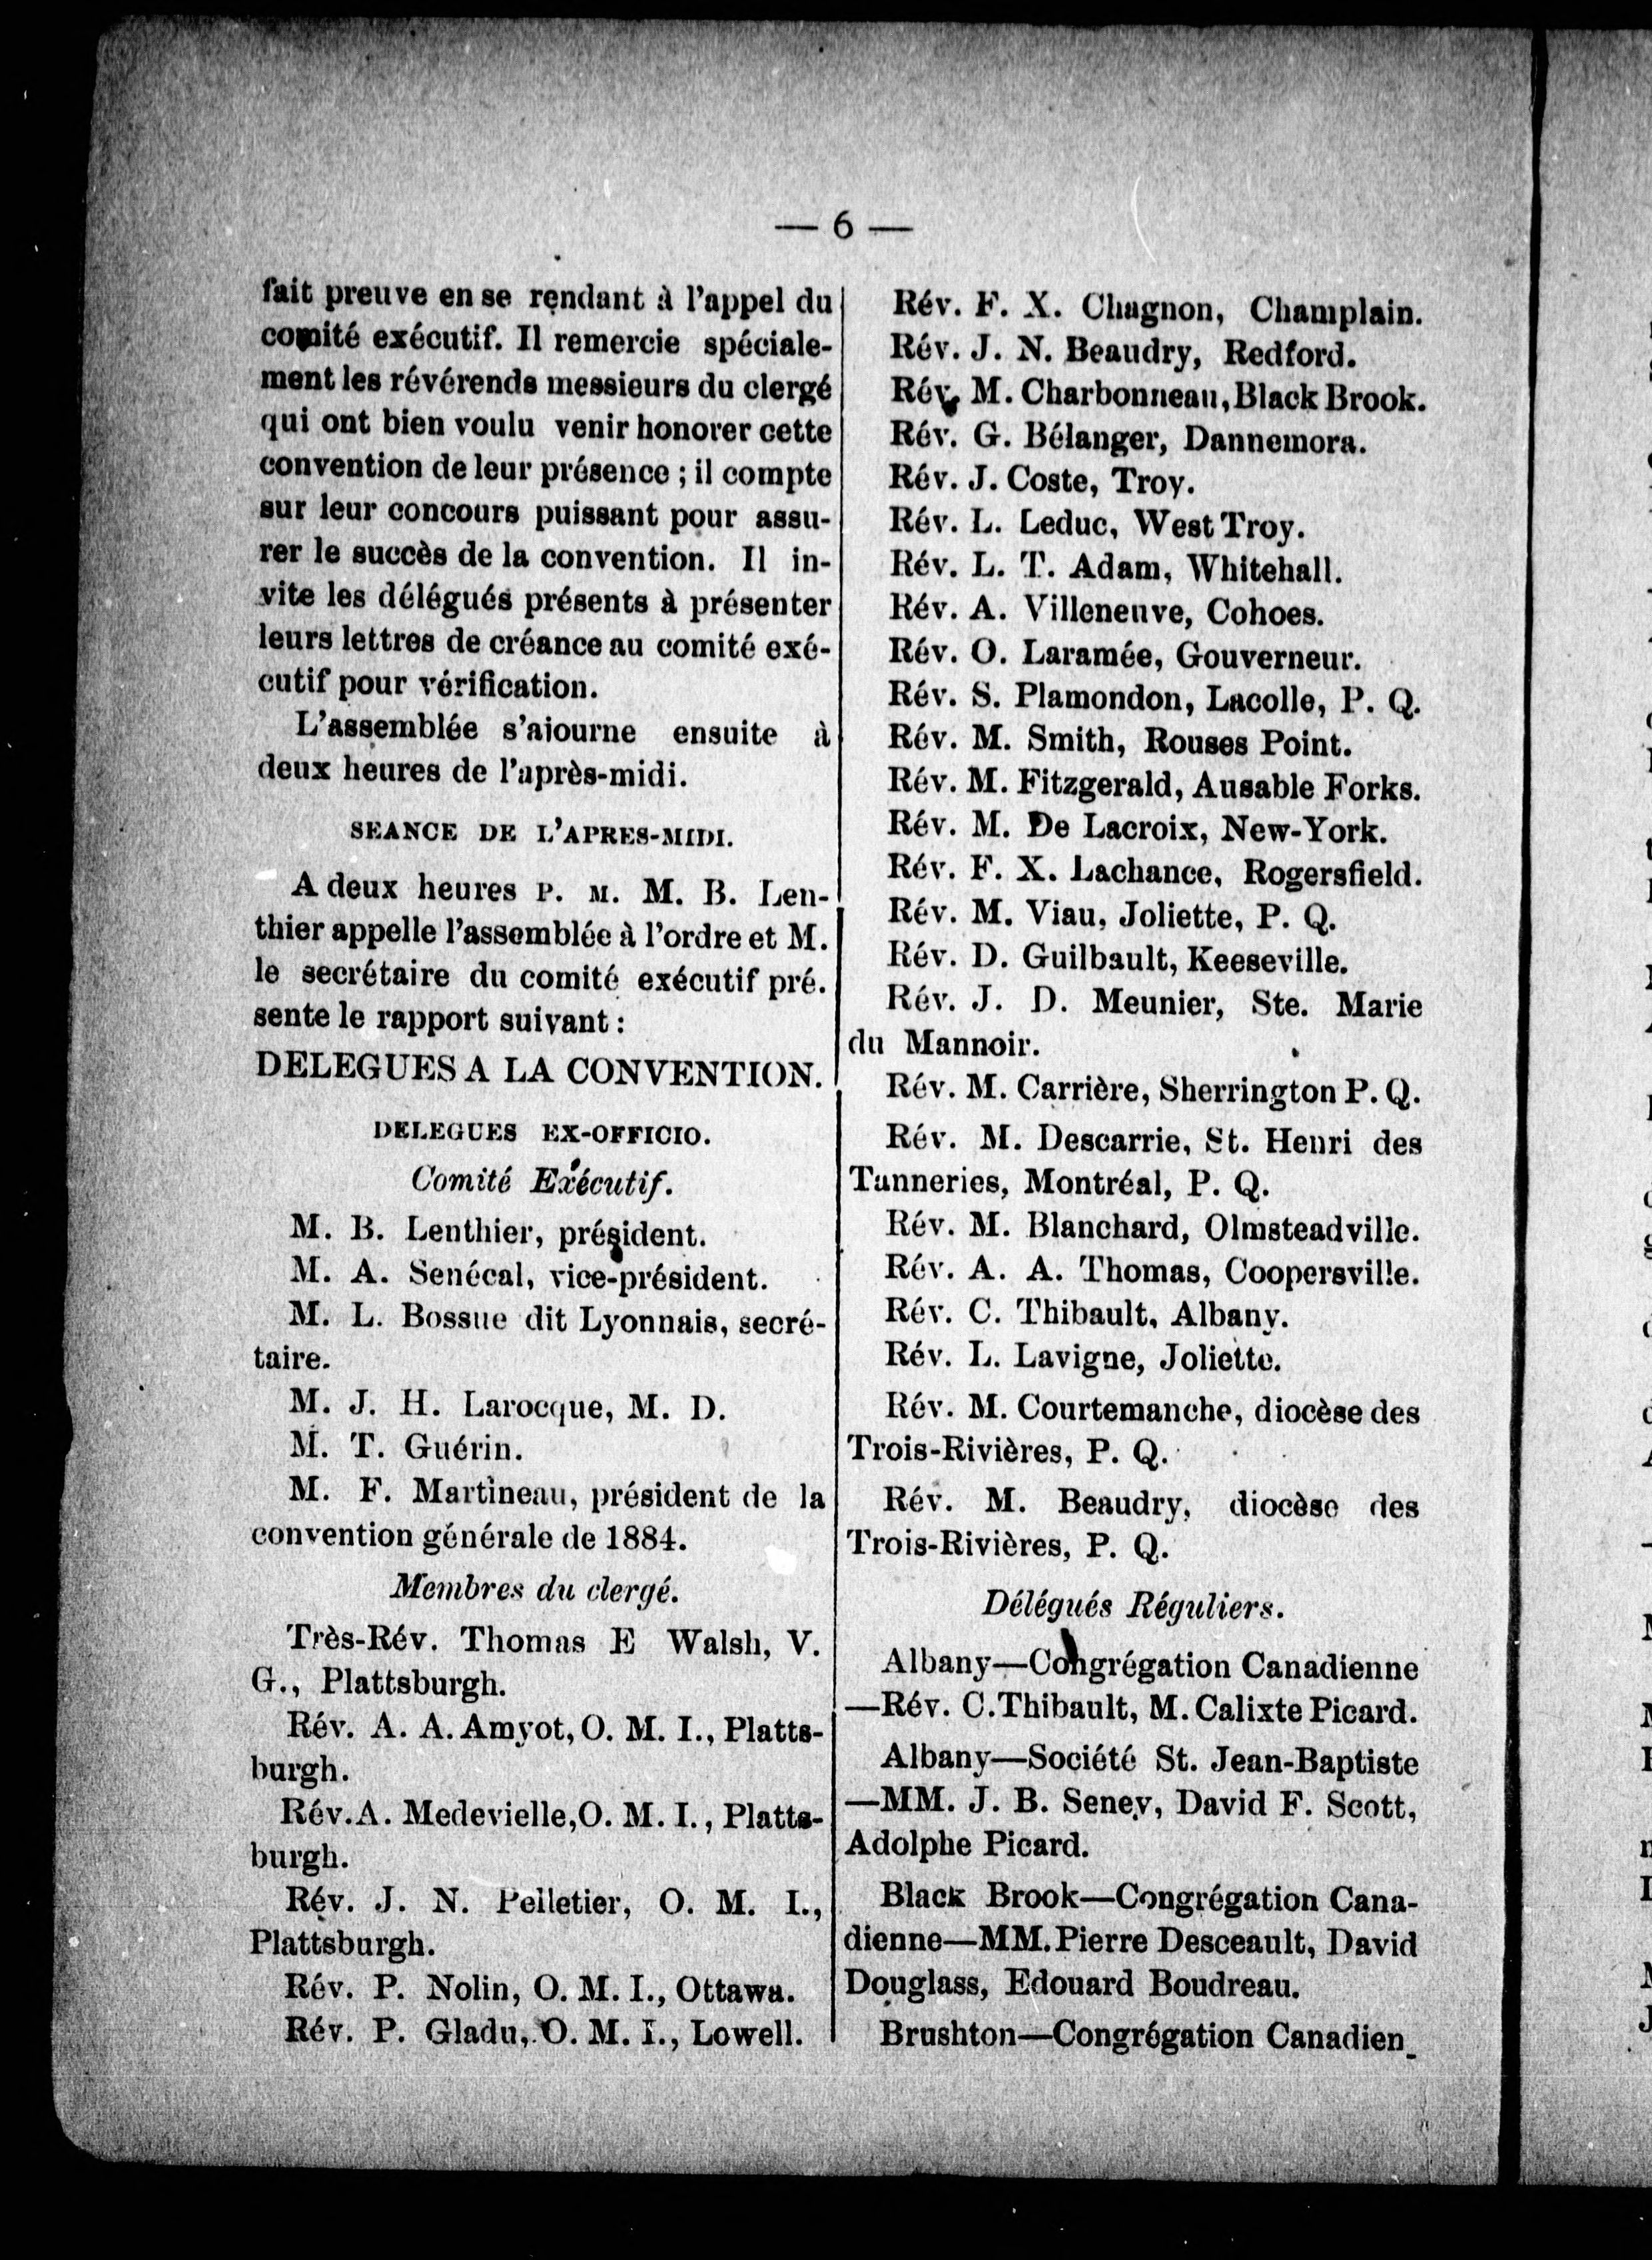 — 6 —
fait preuve en se rendant à l'appel du
comité exécutif. Il remercie spéciale-
ment les révérends messieurs du clergé
qui ont bien voulu venir honorer cette
convention de leur présence ; il compte
sur leur concours puissant pour assu-
rer le succès de la convention. Il in-
vite les délégués présents à présenter
leurs lettres de créance au comité exé-
cutif pour vérification.
L'assemblée s'ajourne ensuite à
deux heures de l'après-midi.
SEANCE DE L'APRES-MIDI.
A deux heures P. M. M. B. Len-
thier appelle l'assemblée à l'ordre et M.
le secrétaire du comité exécutif pré.
sente le rapport suivant :
DELEGUES A LA CONVENTION.
DELEGUES EX-OFFICIO.
Comité Exécutif.
M. B. Lenthier, président.
M. A. Senécal, vice-président.
M. L. Bossue dit Lyonnais, secré-
taire.
M. J. H. Larocque, M. D.
M. T. Guérin.
M. F. Martineau, président de la
convention générale de 1884.
Membres du clergé.
Très-Rév. Thomas E Walsh, V.
G., Plattsburgh.
Rév. A. A. Amyot, O. M. I., Platts-
burgh.
Rév. A. Medevielle, O. M. I., Platts-
burgh.
Rév. J. N. Pelletier, O. M. I.,
Plattsburgh.
Rév. P. Nolin, O. M. I., Ottawa.
Rév. P. Gladu, O. M. I., Lowell.
Rév. F. X. Chagnon, Champlain.
Rév. J. N. Beaudry, Redford.
Rév. M. Charbonneau, Black Brook.
Rév. G. Bélanger, Dannemora.
Rév. J. Coste, Troy.
Rév. L. Leduc, West Troy.
Rév. L. T. Adam, Whitehall.
Rév. A. Villeneuve, Cohoes.
Rév. O. Laramée, Gouverneur.
Rév. S. Plamondon, Lacolle, P. Q.
Rév. M. Smith, Rouses Point.
Rév. M. Fitzgerald, Ausable Forks.
Rév. M. De Lacroix, New-York.
Rév. F. X. Lachance, Rogersfield.
Rév. M. Viau, Joliette, P. Q.
Rév. D. Guilbault, Keeseville.
Rév. J. D. Meunier, Ste. Marie
du Mannoir.
Rév. M. Carrière, Sherrington P. Q.
Rév. M. Descarrie, St. Henri des
Tanneries, Montréal, P. Q.
Rév. M. Blanchard, Olmsteadville.
Rév. A. A. Thomas, Coopersville.
Rév. C. Thibault, Albany.
Rév. L. Lavigne, Joliette.
Rév. M. Courtemanche, diocèse des
Trois-Rivières, P. Q.
Rév. M. Beaudry, diocèse des
Trois-Rivières, P. Q.
Délégués Réguliers.
Albany—Congrégation Canadienne
—Rév. C. Thibault, M. Calixte Picard.
Albany—Société St. Jean-Baptiste
—MM. J. B. Seney, David F. Scott,
Adolphe Picard.
Black Brook—Congrégation Cana-
dienne—MM. Pierre Desceault, David
Douglass, Edouard Boudreau.
Brushton—Congrégation Canadien-